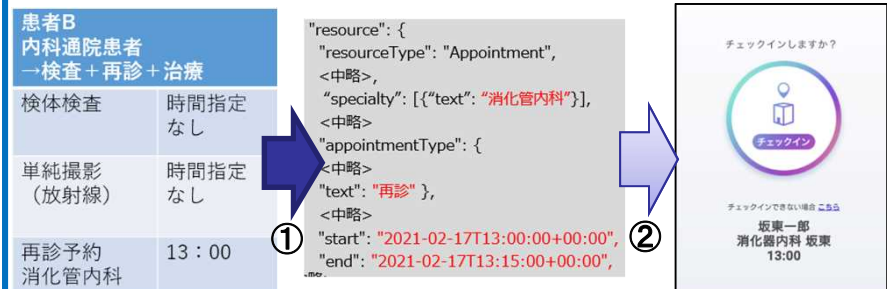 患者B
内科通院患者
→検査＋再診＋治療
検体検査
時間指定
なし
単純撮影
（放射線）
時間指定
なし
再診予約
消化管内科
13：00
①
"resource": {
"resourceType": "Appointment",
<中略>,
"specialty": [{"text": "消化管内科"}],
<中略>
"appointmentType": {
<中略>
"text": "再診" },
<中略>
"start": "2021-02-17T13:00:00+00:00",
"end": "2021-02-17T13:15:00+00:00",
②
チェックインしますか？
チェックイン
チェックインできない場合 こちら
坂東一郎
消化器内科 坂東
13:00